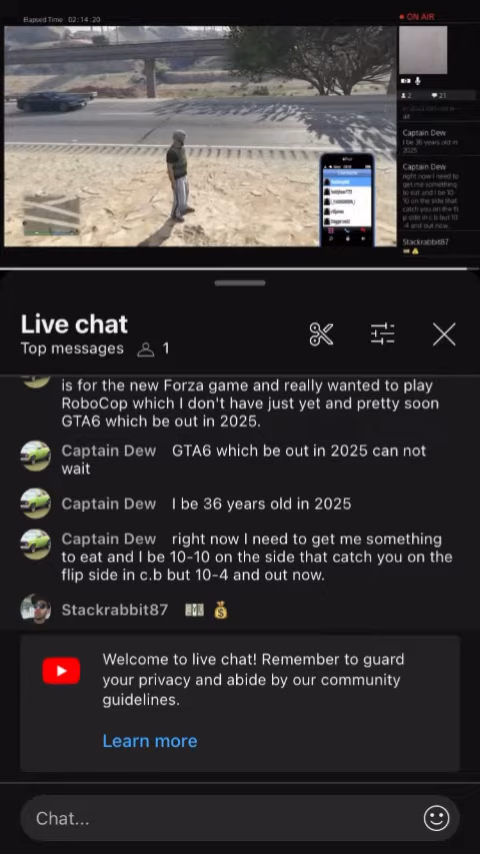 Elapsed Time : 02:14:20
ON AIR
2 21
all
Captain Dew
I be 36 years old in
2025
Captain Dew
right now I need to
get me something
to eat and I be 10-
10 on the side that
catch you on the fli
p side in c.b but 10
-4 and out now.
Stackrabbit87
Live chat
Top messages 1
is for the new Forza game and really wanted to play
RoboCop which I don't have just yet and pretty soon
GTA6 which be out in 2025.
Captain Dew GTA6 which be out in 2025 can not
wait
Captain Dew I be 36 years old in 2025
Captain Dew right now I need to get me something
to eat and I be 10-10 on the side that catch you on the
flip side in c.b but 10-4 and out now.
Stackrabbit87
Welcome to live chat! Remember to guard
your privacy and abide by our community
guidelines.
Learn more
Chat...